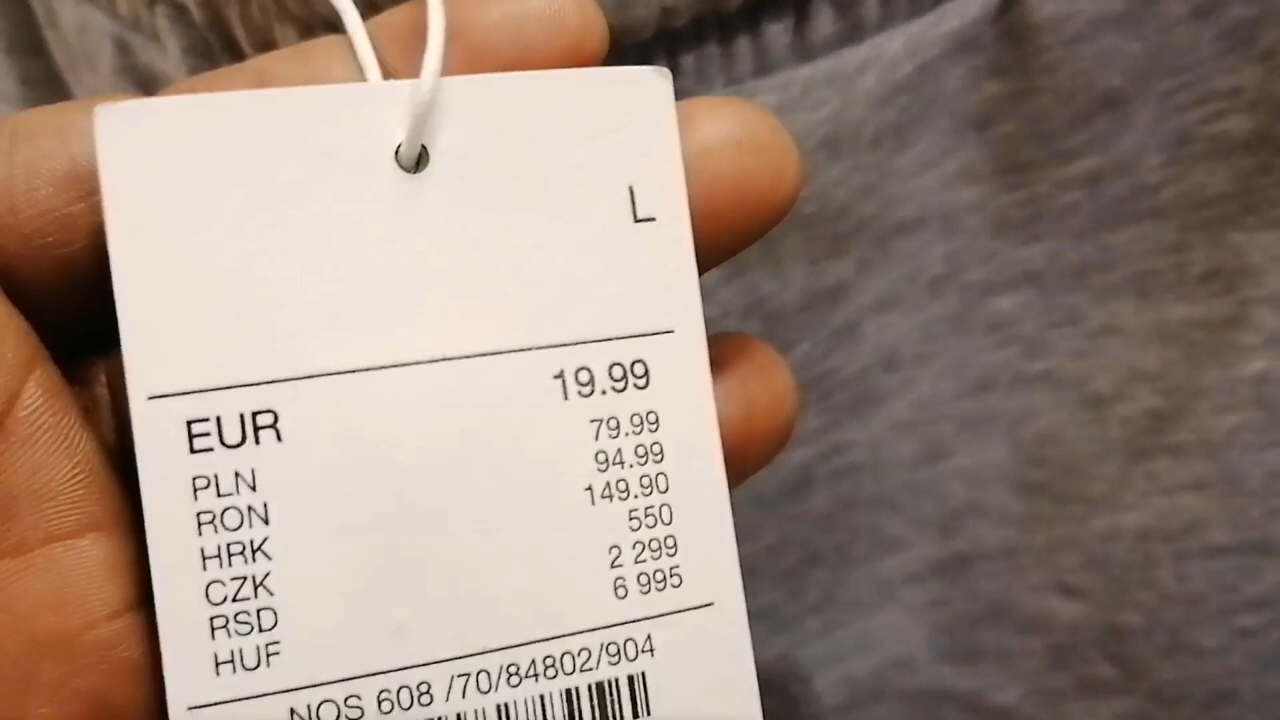 L
EUR 19.99
PLN 79.99
RON 94.99
HRK 149.90
CZK 550
RSD 2 299
HUF 6 995
NOS 608 /70/84802/904